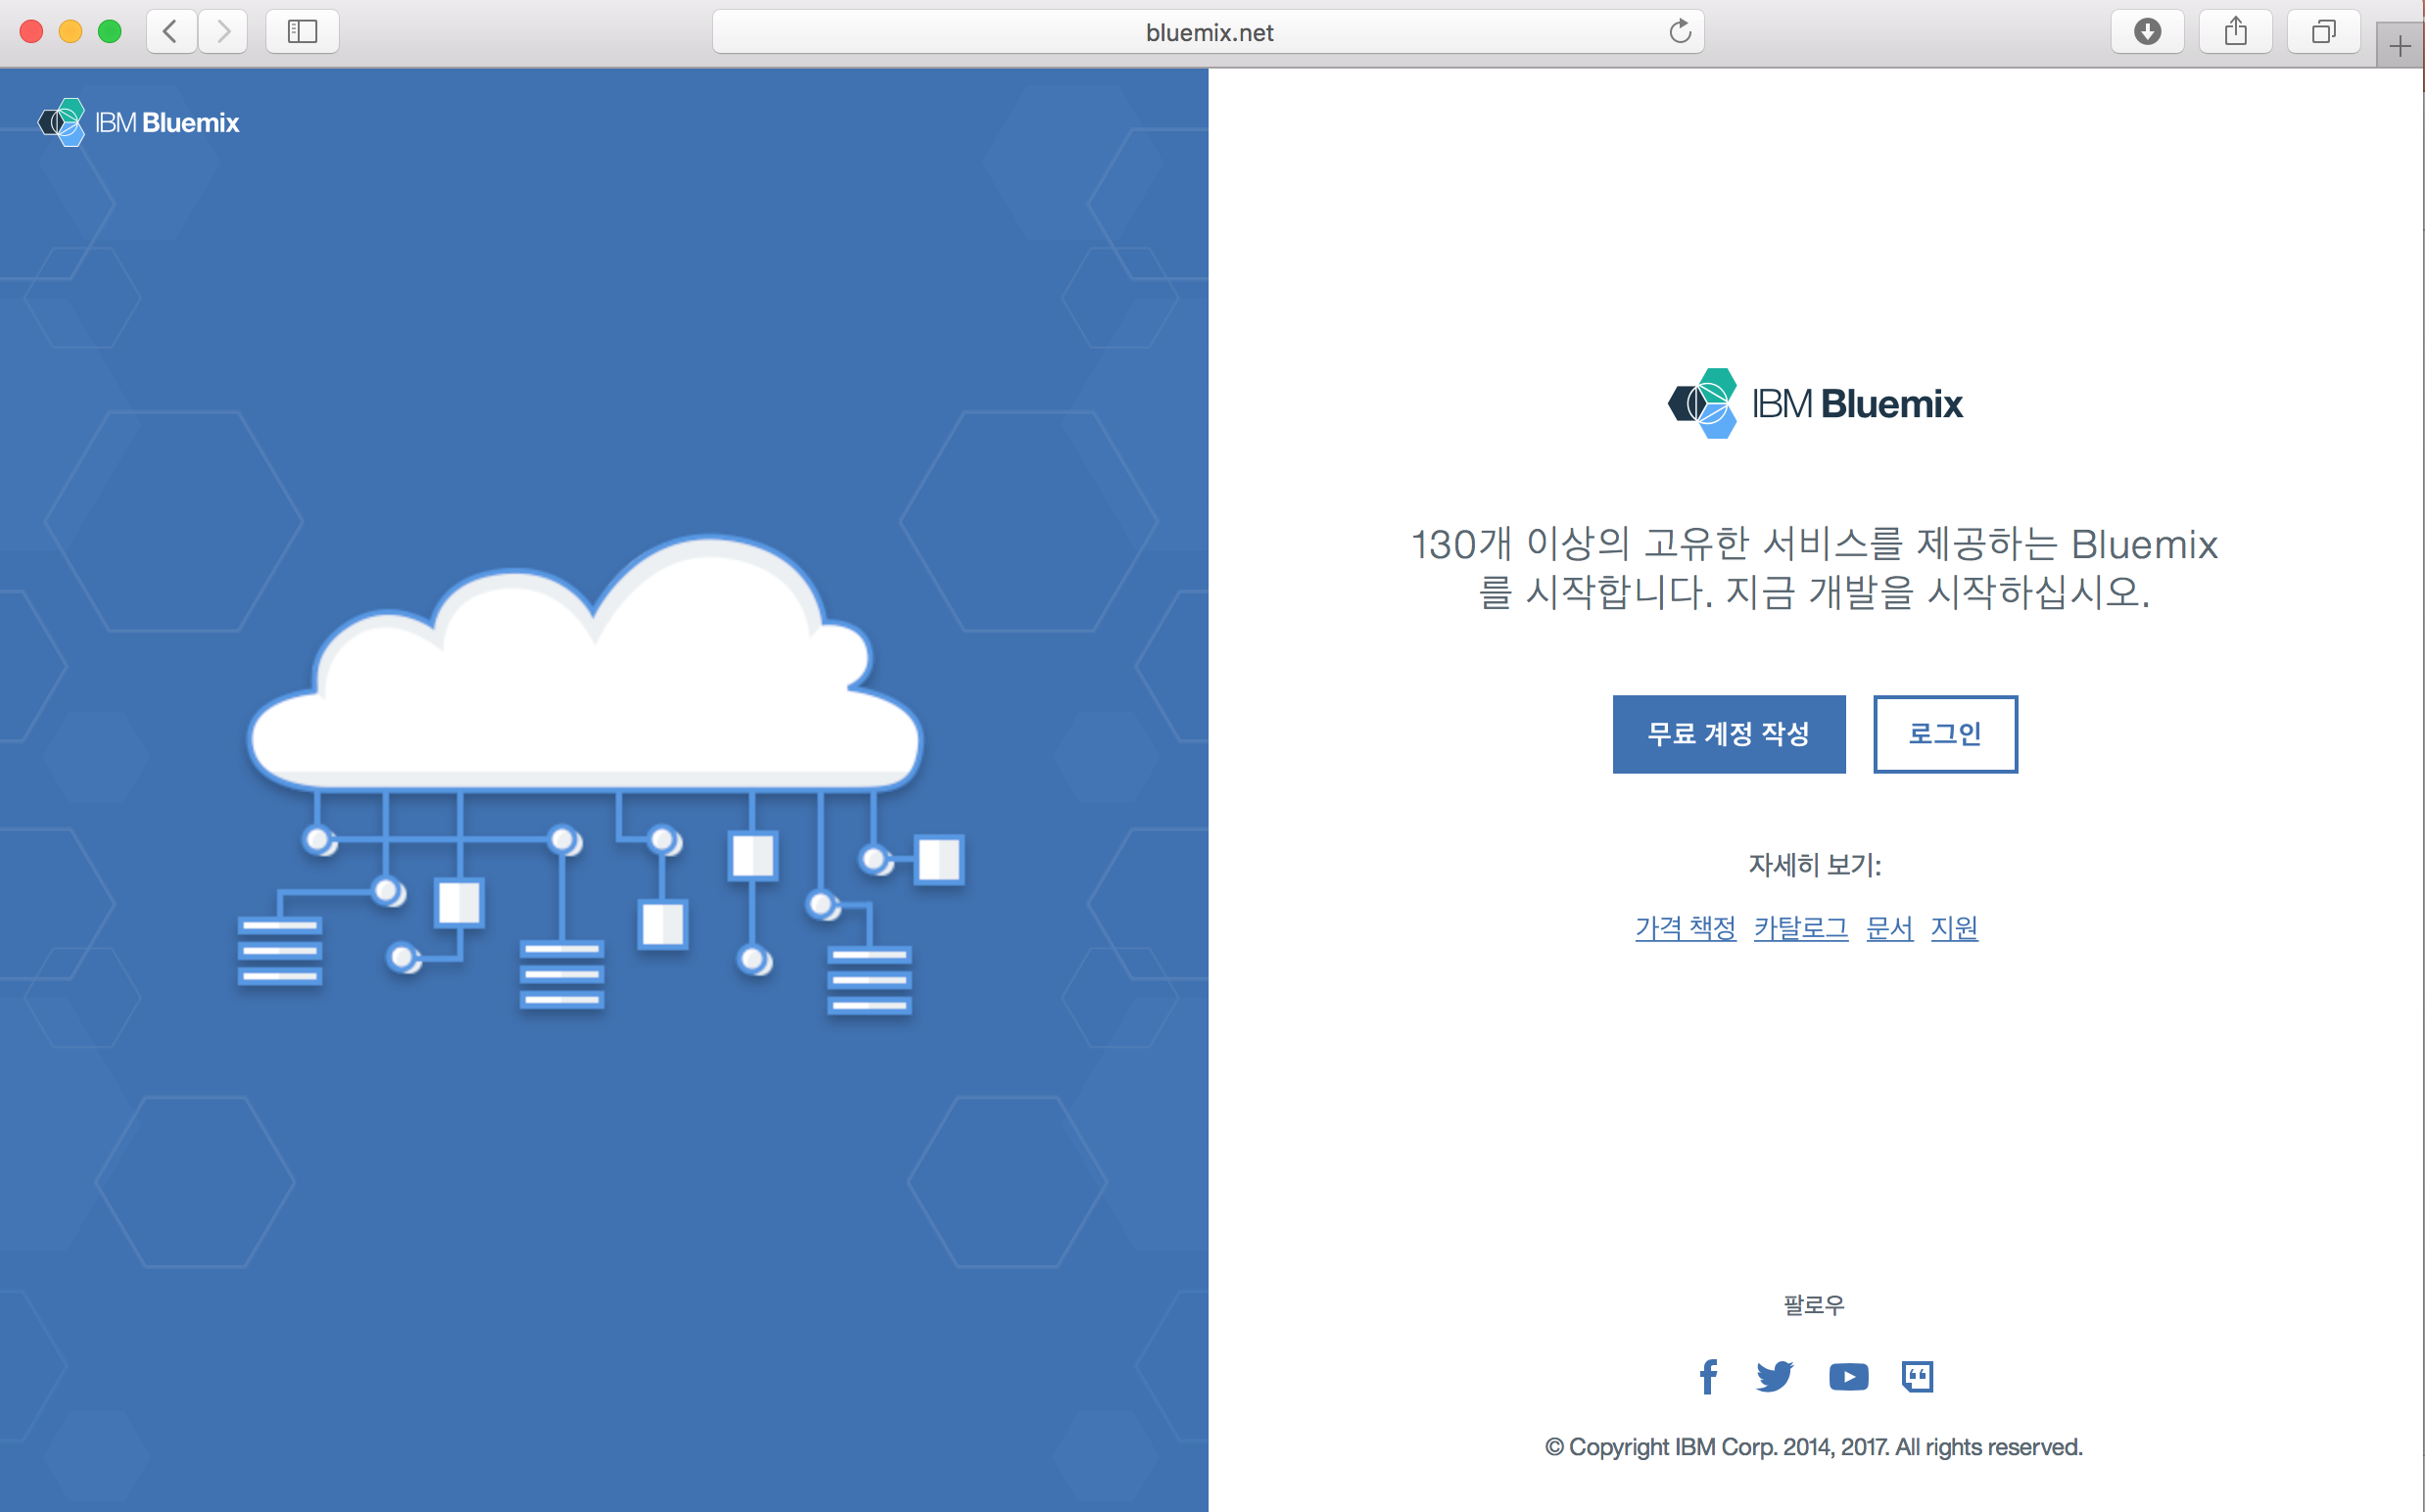 bluemix.net
IBM Bluemix
IBM Bluemix
130개 이상의 고유한 서비스를 제공하는 Bluemix
를 시작합니다. 지금 개발을 시작하십시오.
무료 계정 작성 로그인
자세히 보기:
가격 책정 카탈로그 문서 지원
팔로우
© Copyright IBM Corp. 2014, 2017. All rights reserved.